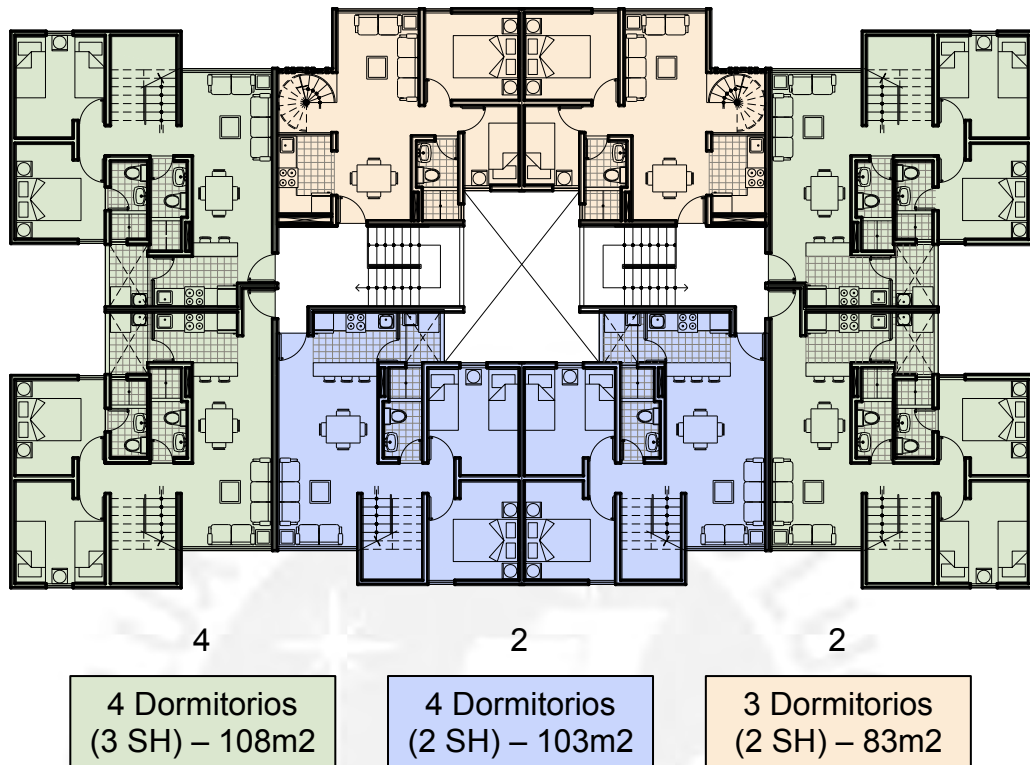 4
2
2
4 Dormitorios
(3 SH) – 108m2
4 Dormitorios
(2 SH) – 103m2
3 Dormitorios
(2 SH) – 83m2